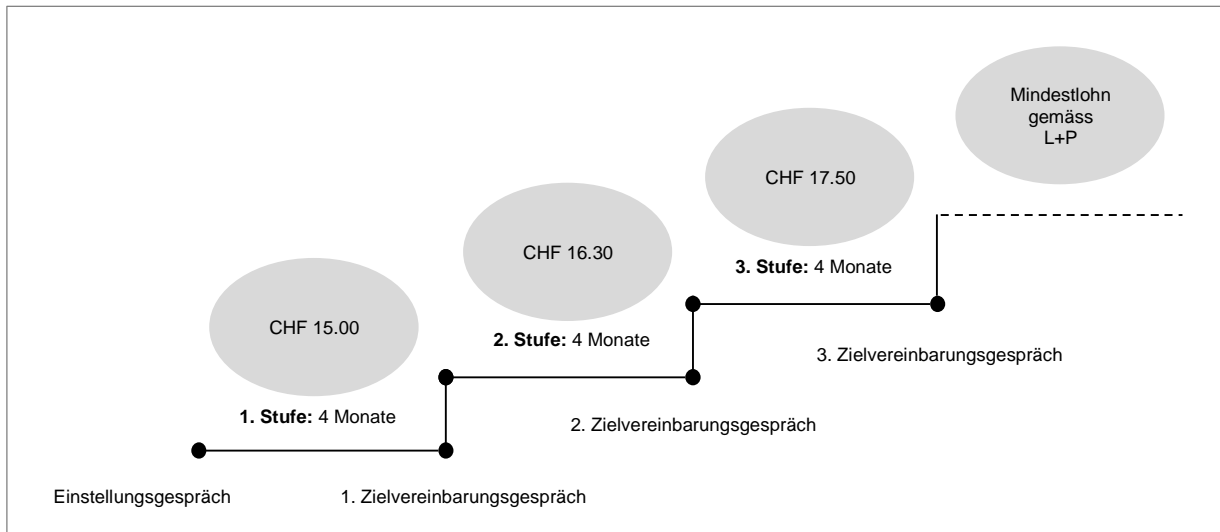 Mindestlohn
gemäss
L+P
CHF 17.50
3. Stufe: 4 Monate
CHF 16.30
2. Stufe: 4 Monate
3. Zielvereinbarungsgespräch
CHF 15.00
1. Stufe: 4 Monate
2. Zielvereinbarungsgespräch
Einstellungsgespräch
1. Zielvereinbarungsgespräch